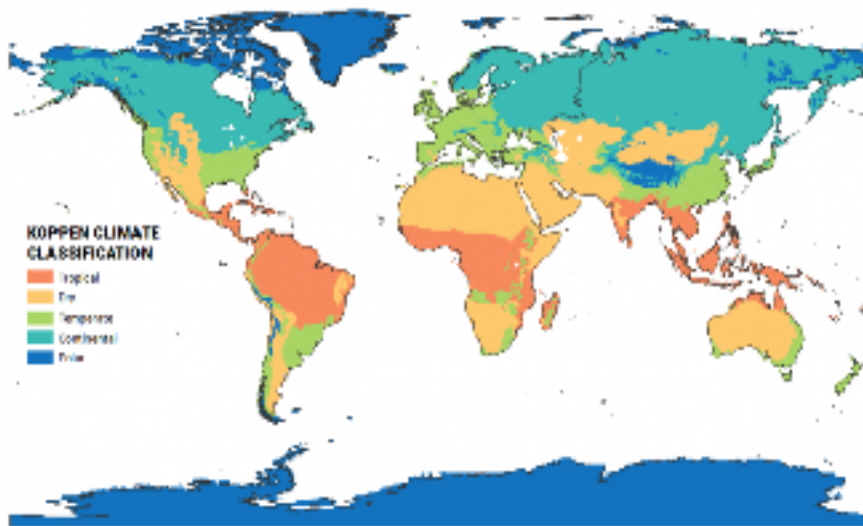 KOPPEN CLIMATE
CLASSIFICATION
Tropical
Dry
Temperate
Continental
Polar